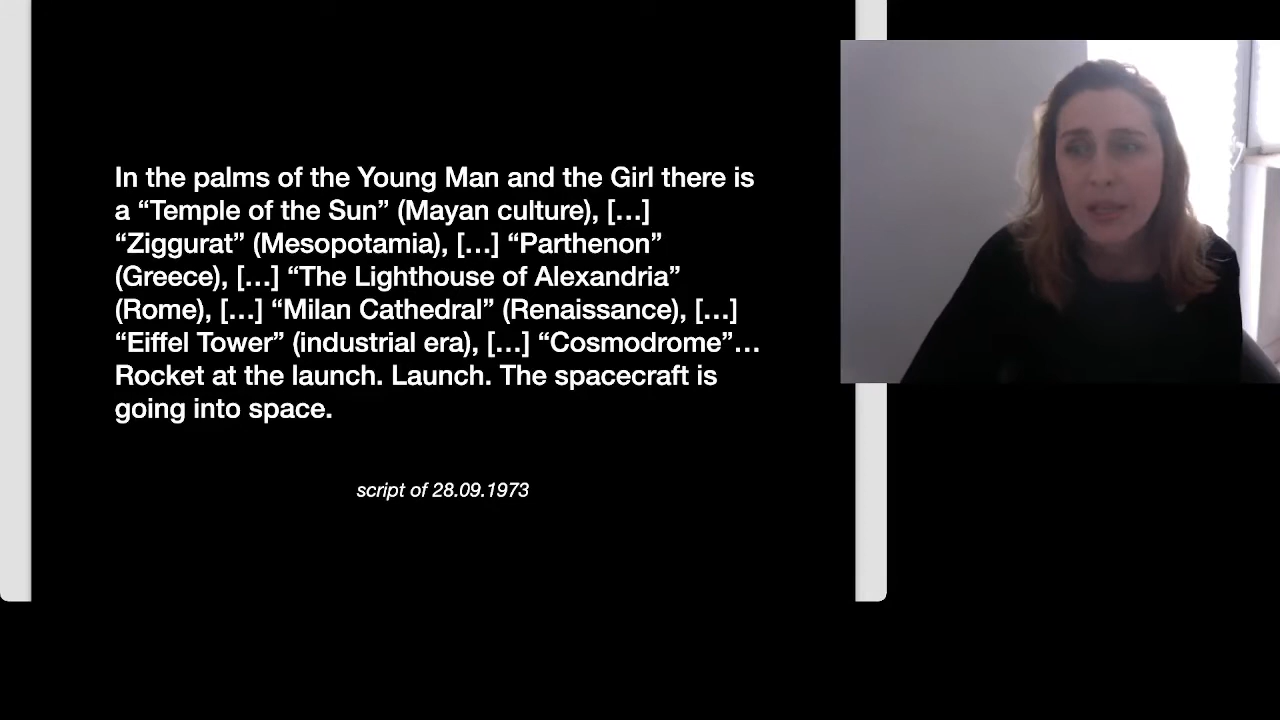 In the palms of the Young Man and the Girl there is
a “Temple of the Sun” (Mayan culture), […]
“Ziggurat” (Mesopotamia), […] “Parthenon”
(Greece), […] “The Lighthouse of Alexandria”
(Rome), […] “Milan Cathedral” (Renaissance), […]
“Eiffel Tower” (industrial era), […] “Cosmodrome”…
Rocket at the launch. Launch. The spacecraft is
going into space.
script of 28.09.1973